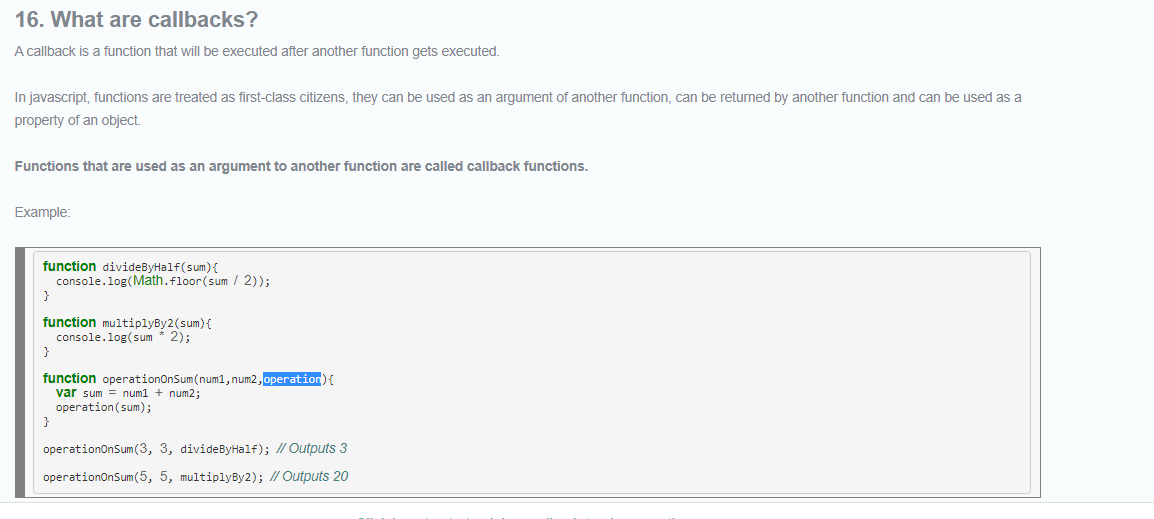 16. What are callbacks?
A callback is a function that will be executed after another function gets executed.
In javascript, functions are treated as first-class citizens, they can be used as an argument of another function, can be returned by another function and can be used as a
property of an object.
Functions that are used as an argument to another function are called callback functions.
Example:
function divideByHalf(sum){
  console.log(Math.floor(sum / 2));
}
function multiplyBy2(sum){
  console.log(sum * 2);
}
function operationOnSum(num1,num2,operation){
  var sum = num1 + num2;
  operation(sum);
}
operationOnSum(3, 3, divideByHalf); // Outputs 3
operationOnSum(5, 5, multiplyBy2); // Outputs 20